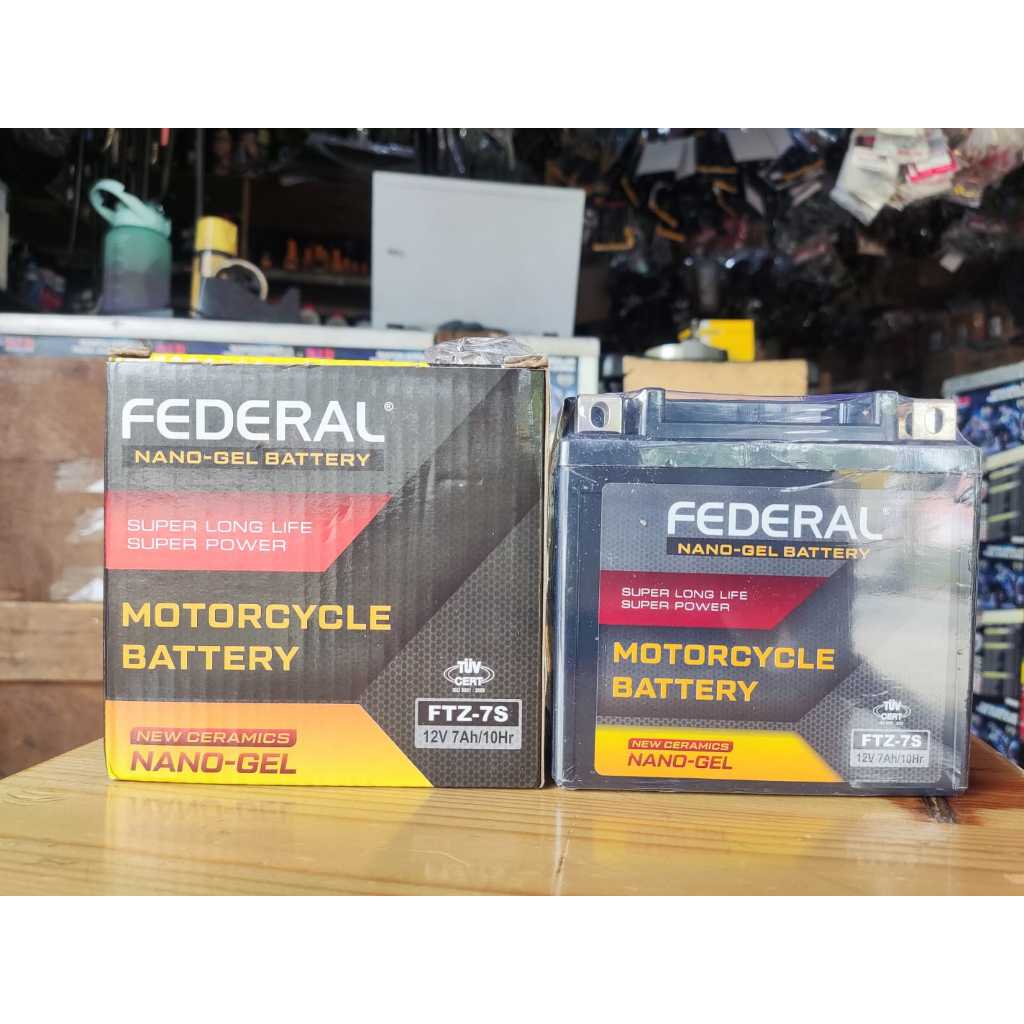 FEDERAL®
NANO-GEL BATTERY
SUPER LONG LIFE
SUPER POWER
MOTORCYCLE
BATTERY
TÜV
CERT
FTZ-7S
12V 7Ah/10Hr
NEW CERAMICS
NANO-GEL
FEDERAL®
NANO-GEL BATTERY
SUPER LONG LIFE
SUPER POWER
MOTORCYCLE
BATTERY
TÜV
CERT
FTZ-7S
12V 7Ah/10Hr
NEW CERAMICS
NANO-GEL